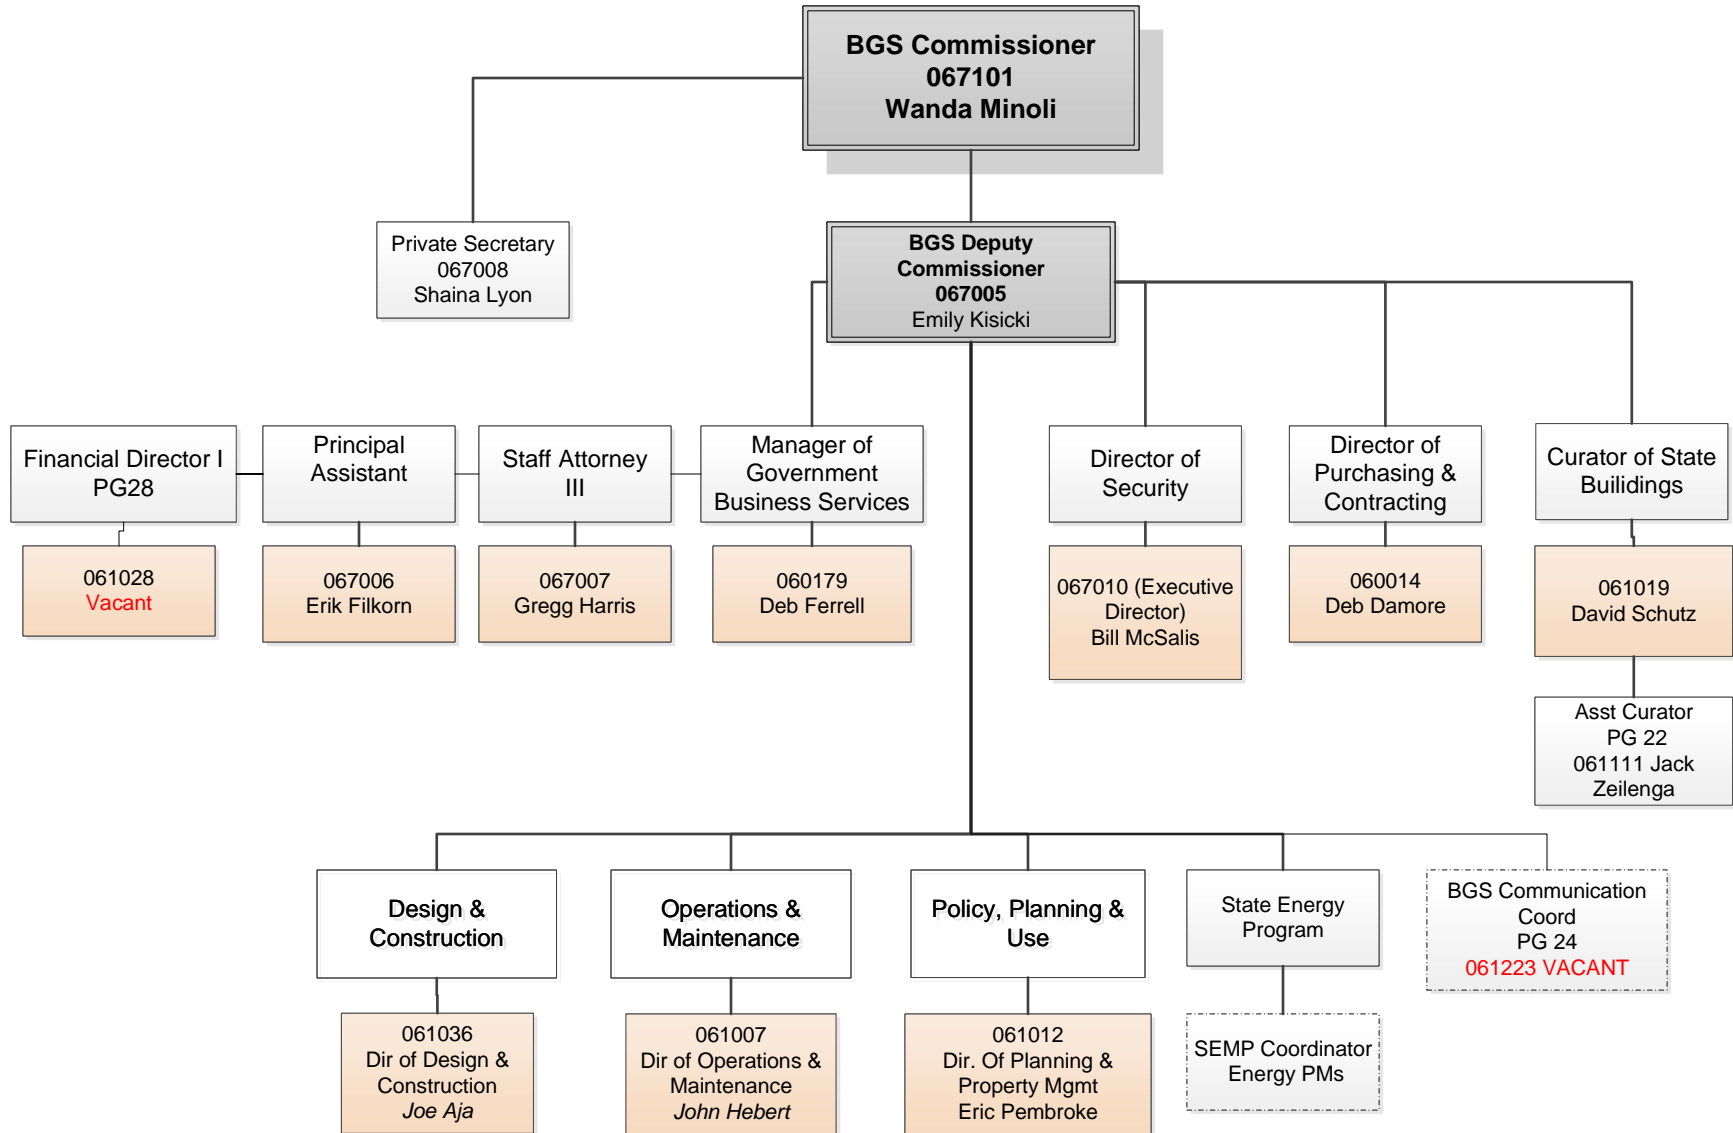 BGS Commissioner
067101
Wanda Minoli
Private Secretary
067008
Shaina Lyon
BGS Deputy
Commissioner
067005
Emily Kisicki
Financial Director I
PG28
Principal
Assistant
Staff Attorney
III
Manager of
Government
Business Services
Director of
Security
Director of
Purchasing &
Contracting
Curator of State
Builidings
061028
Vacant
067006
Erik Filkorn
067007
Gregg Harris
060179
Deb Ferrell
067010 (Executive
Director)
Bill McSalis
060014
Deb Damore
061019
David Schutz
Asst Curator
PG 22
061111 Jack
Zeilenga
Design &
Construction
Operations &
Maintenance
Policy, Planning &
Use
State Energy
Program
BGS Communication
Coord
PG 24
061223 VACANT
061036
Dir of Design &
Construction
Joe Aja
061007
Dir of Operations &
Maintenance
John Hebert
061012
Dir. Of Planning &
Property Mgmt
Eric Pembroke
SEMP Coordinator
Energy PMs